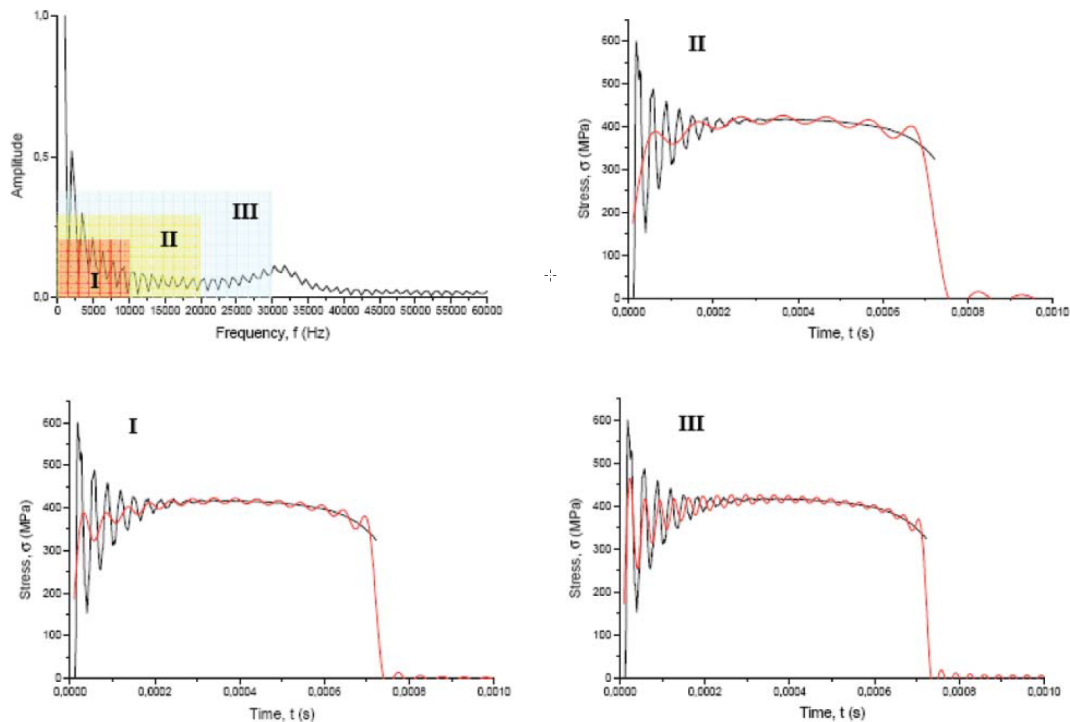 1,0
0,5
0,0
Amplitude
I
II
III
0 5000 10000 15000 20000 25000 30000 35000 40000 45000 50000 55000 60000
Frequency, f (Hz)
II
600
500
400
300
200
100
0
Stress, σ (MPa)
0,0000 0,0002 0,0004 0,0006 0,0008 0,0010
Time, t (s)
I
600
500
400
300
200
100
0
Stress, σ (MPa)
0,0000 0,0002 0,0004 0,0006 0,0008 0,0010
Time, t (s)
III
600
500
400
300
200
100
0
Stress, σ (MPa)
0,0000 0,0002 0,0004 0,0006 0,0008 0,0010
Time, t (s)